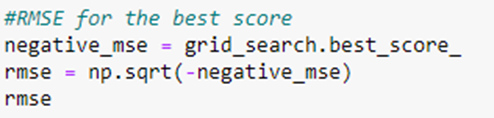 #RMSE for the best score
negative_mse = grid_search.best_score_
rmse = np.sqrt(-negative_mse)
rmse